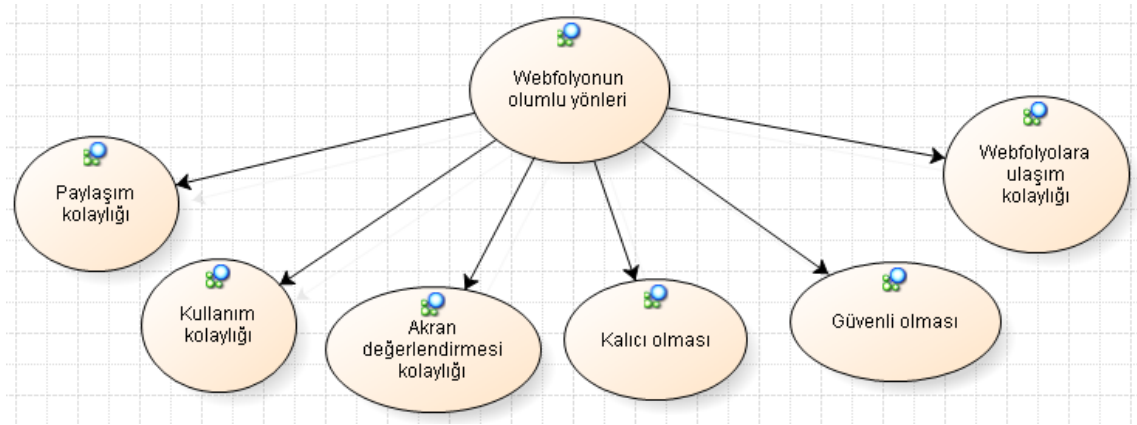 Webfolyonun
olumlu yönleri
Paylaşım
kolaylığı
Kullanım
kolaylığı
Akran
değerlendirmesi
kolaylığı
Kalıcı olması
Güvenli olması
Webfolyolara
ulaşım
kolaylığı